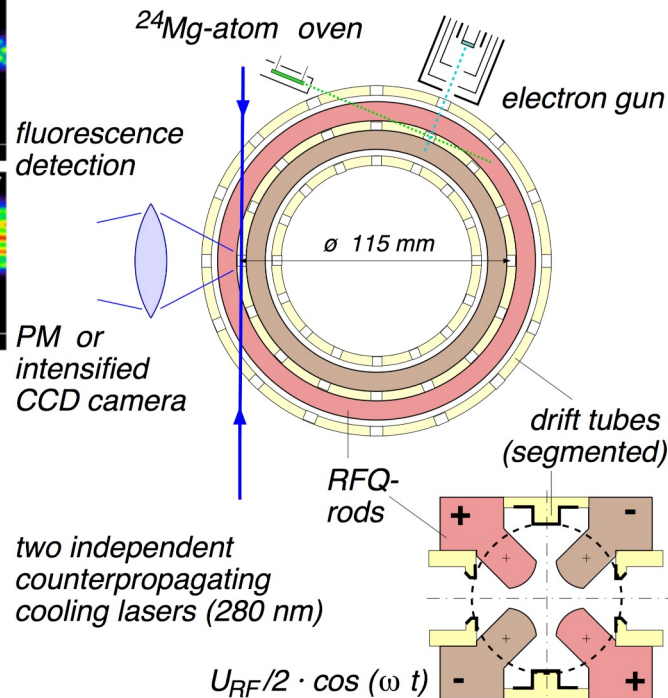 ²⁴Mg-atom oven
electron gun
fluorescence
detection
ø 115 mm
PM or
intensified
CCD camera
drift tubes
(segmented)
RFQ-
rods
+ -
two independent
counterpropagating
cooling lasers (280 nm)
- +
U_RF/2 · cos (ω t)